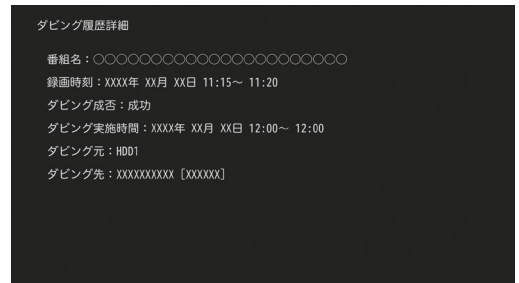 ダビング履歴詳細
番組名：○○○○○○○○○○○○○○○○○○○○○○
録画時刻：XXXX年 XX月 XX日 11:15～ 11:20
ダビング成否：成功
ダビング実施時間：XXXX年 XX月 XX日 12:00～ 12:00
ダビング元：HDD1
ダビング先：XXXXXXXXXX [XXXXXX]